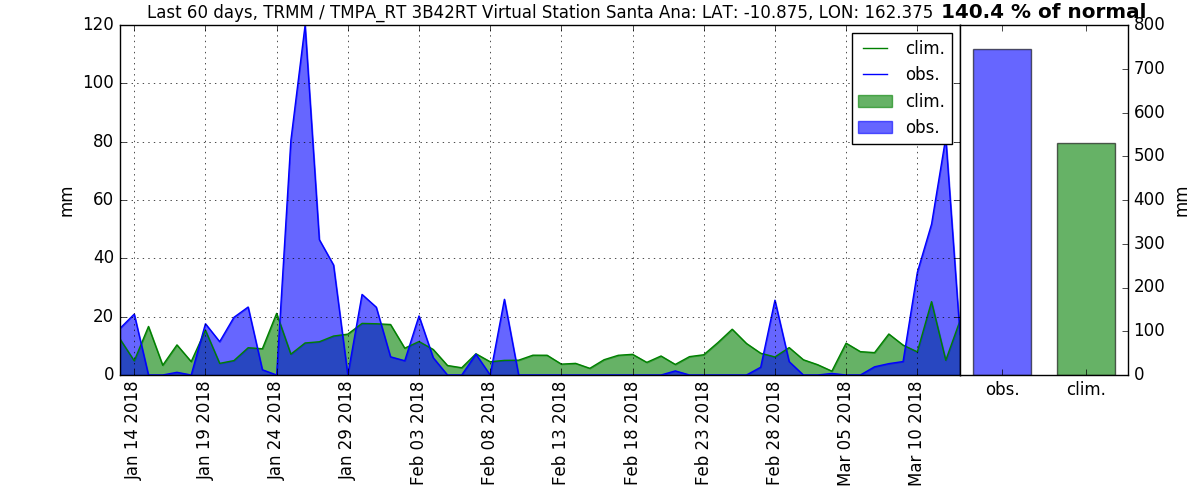 Last 60 days, TRMM / TMPA_RT 3B42RT Virtual Station Santa Ana: LAT: -10.875, LON: 162.375 140.4 % of normal
120
100
80
60
40
20
0
mm
clim.
obs.
clim.
obs.
800
700
600
500
400
300
200
100
0
mm
Jan 14 2018
Jan 19 2018
Jan 24 2018
Jan 29 2018
Feb 03 2018
Feb 08 2018
Feb 13 2018
Feb 18 2018
Feb 23 2018
Feb 28 2018
Mar 05 2018
Mar 10 2018
obs.
clim.